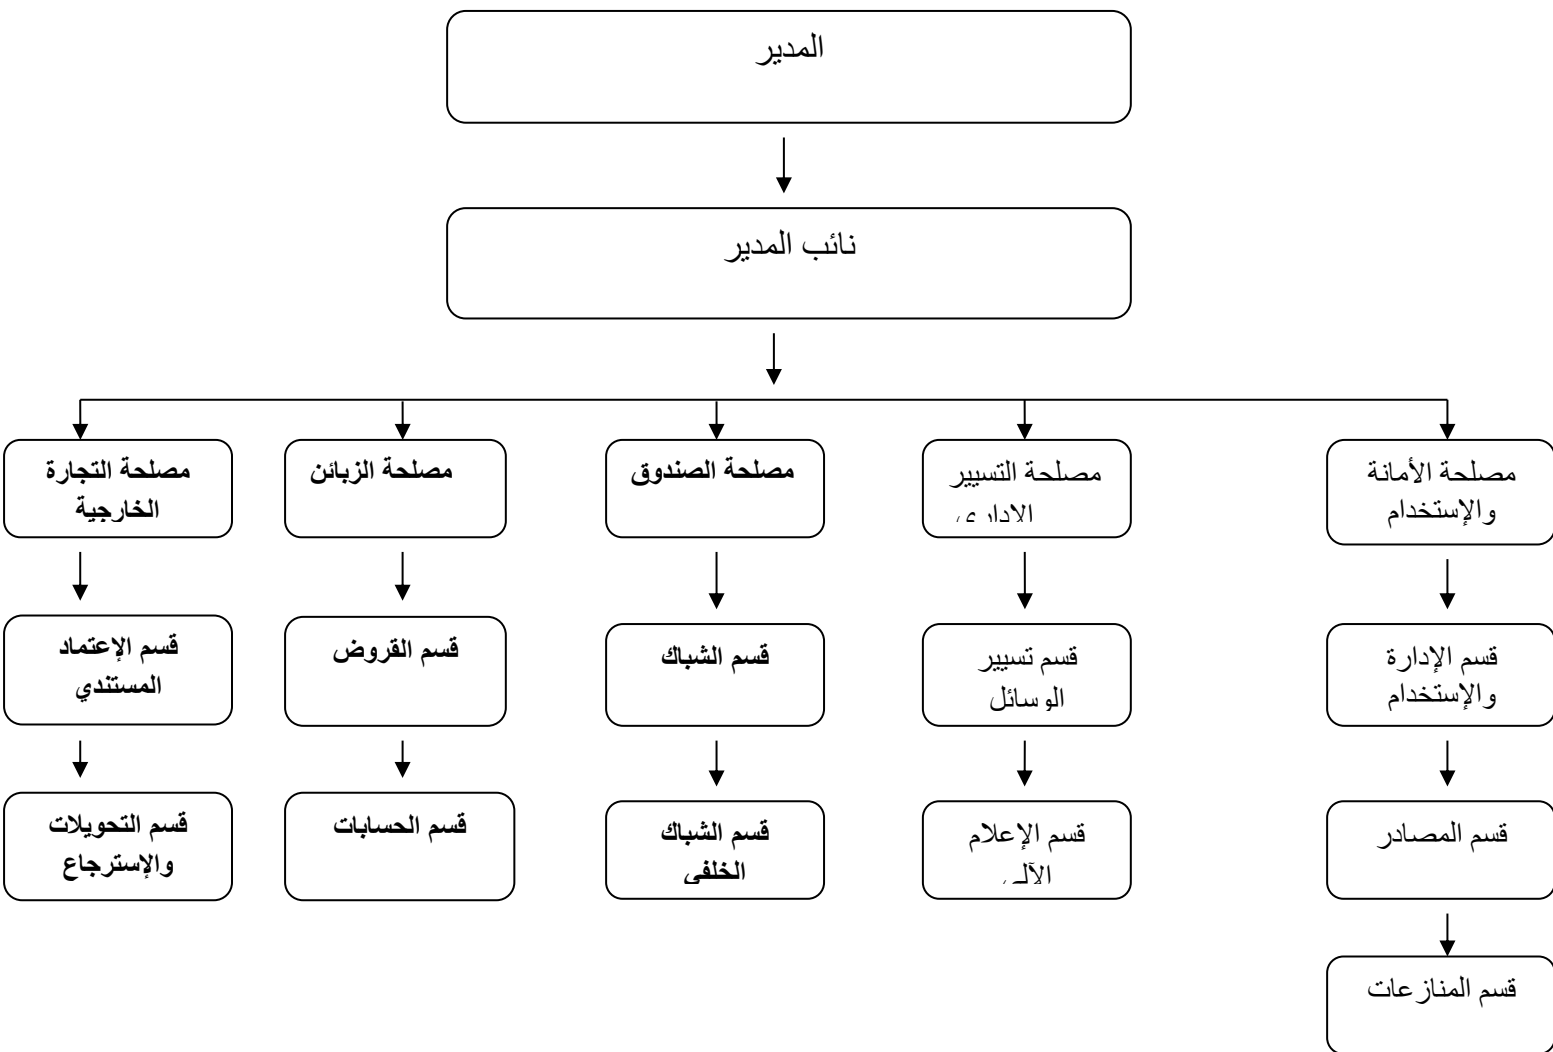 المدير
نائب المدير
مصلحة الأمانة
والإستخدام
مصلحة التسيير
الاداري
مصلحة الصندوق
مصلحة الزبائن
مصلحة التجارة
الخارجية
قسم الإدارة
والإستخدام
قسم تسيير
الوسائل
قسم الشباك
قسم القروض
قسم الإعتماد
المستندي
قسم المصادر
قسم الإعلام
الآلي
قسم الشباك
الخلفي
قسم الحسابات
قسم التحويلات
والإسترجاع
قسم المنازعات